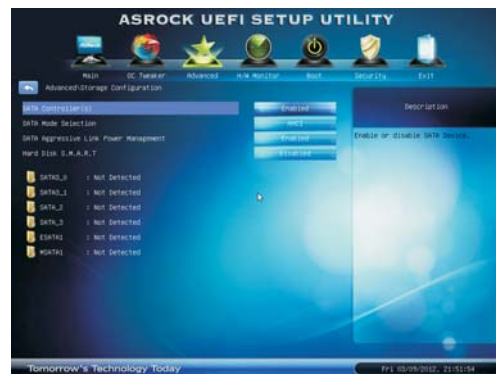 ASROCK UEFI SETUP UTILITY
Main OC Tweaker Advanced H/W Monitor Boot Security Exit
Advanced\Storage Configuration
SATA Controller(s) Enabled
SATA Mode Selection AHCI
SATA Aggressive Link Power Management Enabled
Hard Disk S.M.A.R.T Disabled
SATA3_0 : Not Detected
SATA3_1 : Not Detected
SATA_2 : Not Detected
SATA_3 : Not Detected
ESATA1 : Not Detected
MSATA1 : Not Detected
Description
Enable or disable SATA Device.
Tomorrow's Technology Today
Fri 03/09/2012, 21:51:54